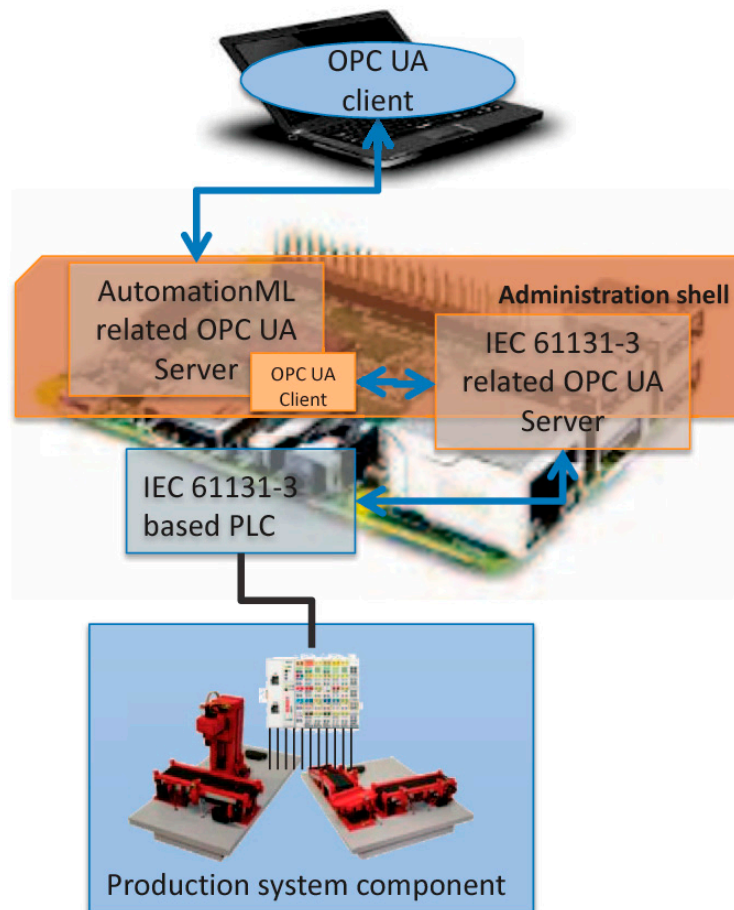 OPC UA
client
AutomationML
related OPC UA
Server
OPC UA
Client
Administration shell
IEC 61131-3
related OPC UA
Server
IEC 61131-3
based PLC
Production system component